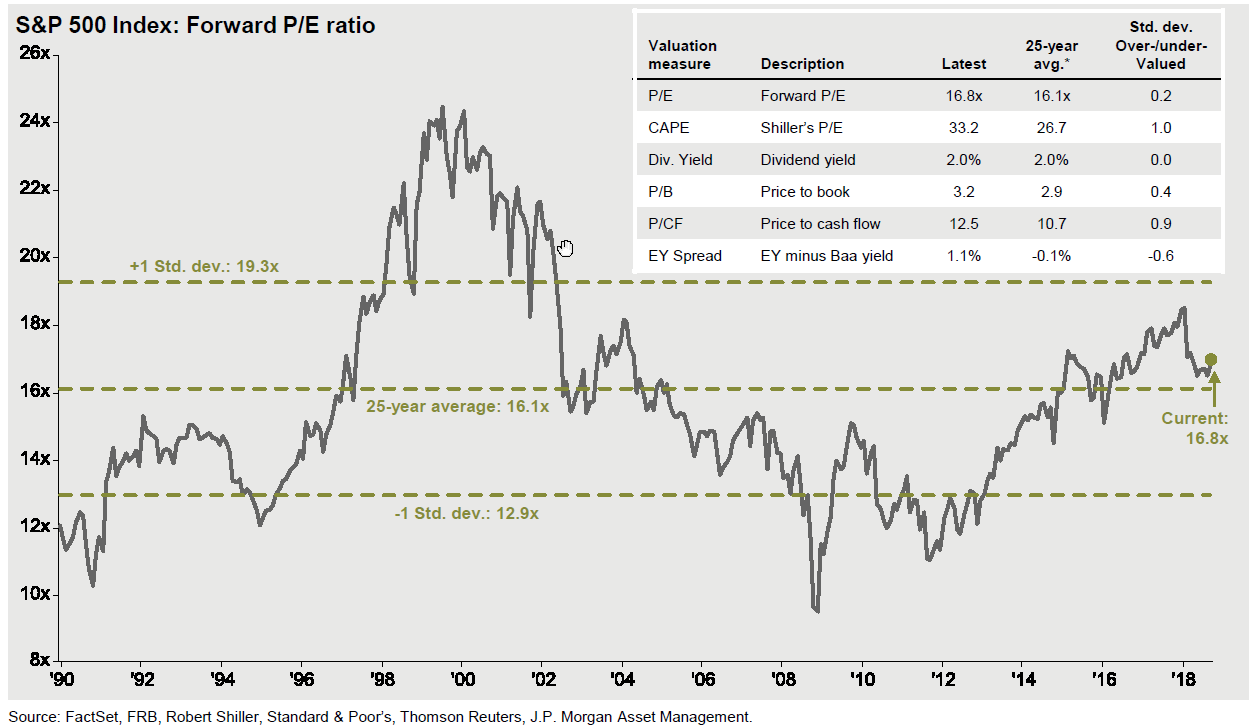 S&P 500 Index: Forward P/E ratio
26x
24x
22x
20x
18x
16x
14x
12x
10x
8x
+1 Std. dev.: 19.3x
25-year average: 16.1x
-1 Std. dev.: 12.9x
Current:
16.8x
'90 '92 '94 '96 '98 '00 '02 '04 '06 '08 '10 '12 '14 '16 '18
Valuation measure Description Latest 25-year avg.* Std. dev. Over-/under-Valued
P/E Forward P/E 16.8x 16.1x 0.2
CAPE Shiller's P/E 33.2 26.7 1.0
Div. Yield Dividend yield 2.0% 2.0% 0.0
P/B Price to book 3.2 2.9 0.4
P/CF Price to cash flow 12.5 10.7 0.9
EY Spread EY minus Baa yield 1.1% -0.1% -0.6
Source: FactSet, FRB, Robert Shiller, Standard & Poor's, Thomson Reuters, J.P. Morgan Asset Management.